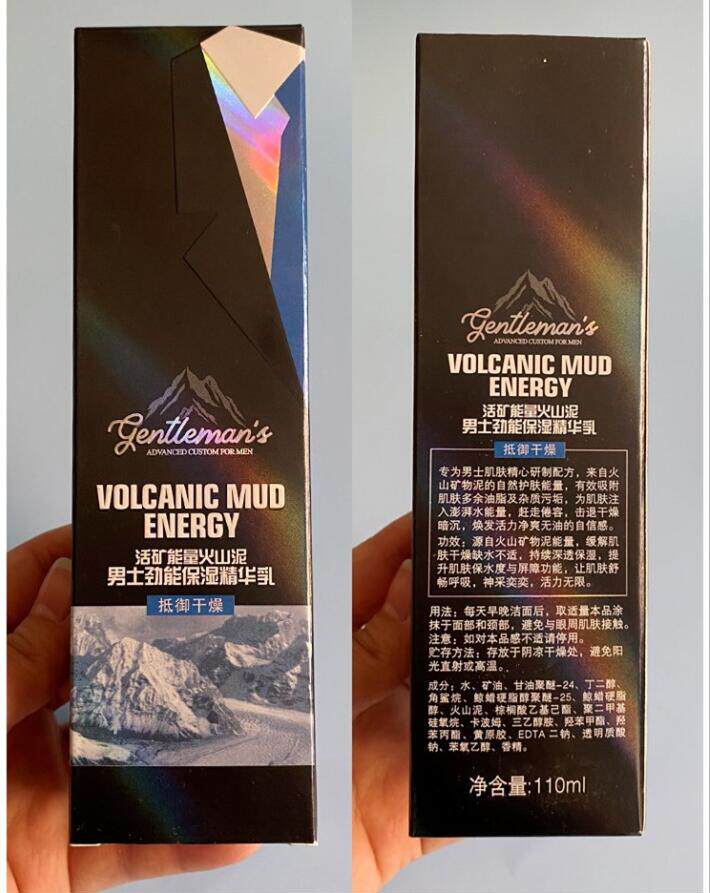 Gentleman's
ADVANCED CUSTOM FOR MEN
VOLCANIC MUD
ENERGY
活矿能量火山泥
男士劲能保湿精华乳
抵御干燥
Gentleman's
ADVANCED CUSTOM FOR MEN
VOLCANIC MUD
ENERGY
活矿能量火山泥
男士劲能保湿精华乳
抵御干燥
专为男士肌肤精心研制配方，来自火
山矿物泥的自然护肤能量，有效吸附
肌肤多余油脂及杂质污垢，为肌肤注
入澎湃水能量，赶走倦容，击退干燥
暗沉，焕发活力净爽无油的自信感。
功效：源自火山矿物泥能量，缓解肌
肤干燥缺水不适，持续深透保湿，提
升肌肤保水度与屏障功能，让肌肤舒
畅呼吸，神采奕奕，活力无限。
用法：每天早晚洁面后，取适量本品涂
抹于面部和颈部，避免与眼周肌肤接触。
注意：如对本品感不适请停用。
贮存方法：存放于阴凉干燥处，避免阳
光直射或高温。
成分：水、矿油、甘油聚醚-24、丁二醇、
角鲨烷、鲸蜡硬脂醇聚醚-25、鲸蜡硬脂
醇、火山泥、棕榈酸乙基己酯、聚二甲基
硅氧烷、卡波姆、三乙醇胺、羟苯甲酯、羟
苯丙酯、黄原胶、EDTA 二钠、透明质酸
钠、苯氧乙醇、香精。
净含量:110ml